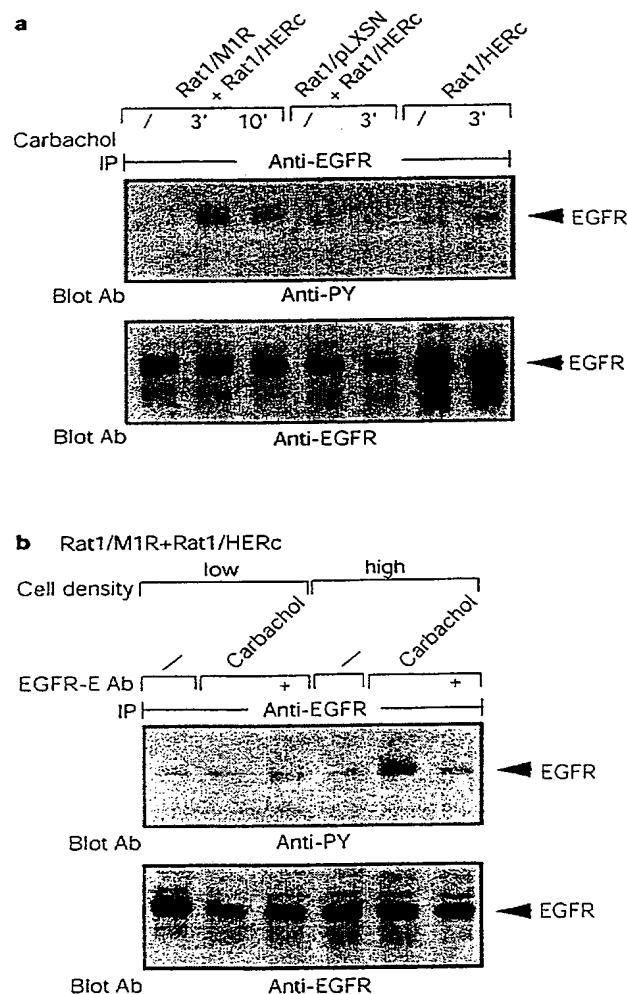 a
Rat1/M1R
+ Rat1/HERc
Rat1/pLXSN
+ Rat1/HERc
Rat1/HERc
Carbachol / 3' 10' / 3' / 3'
IP Anti-EGFR
EGFR
Blot Ab Anti-PY
EGFR
Blot Ab Anti-EGFR
b Rat1/M1R+Rat1/HERc
Cell density low high
/ Carbachol / Carbachol
EGFR-E Ab + +
IP Anti-EGFR
EGFR
Blot Ab Anti-PY
EGFR
Blot Ab Anti-EGFR